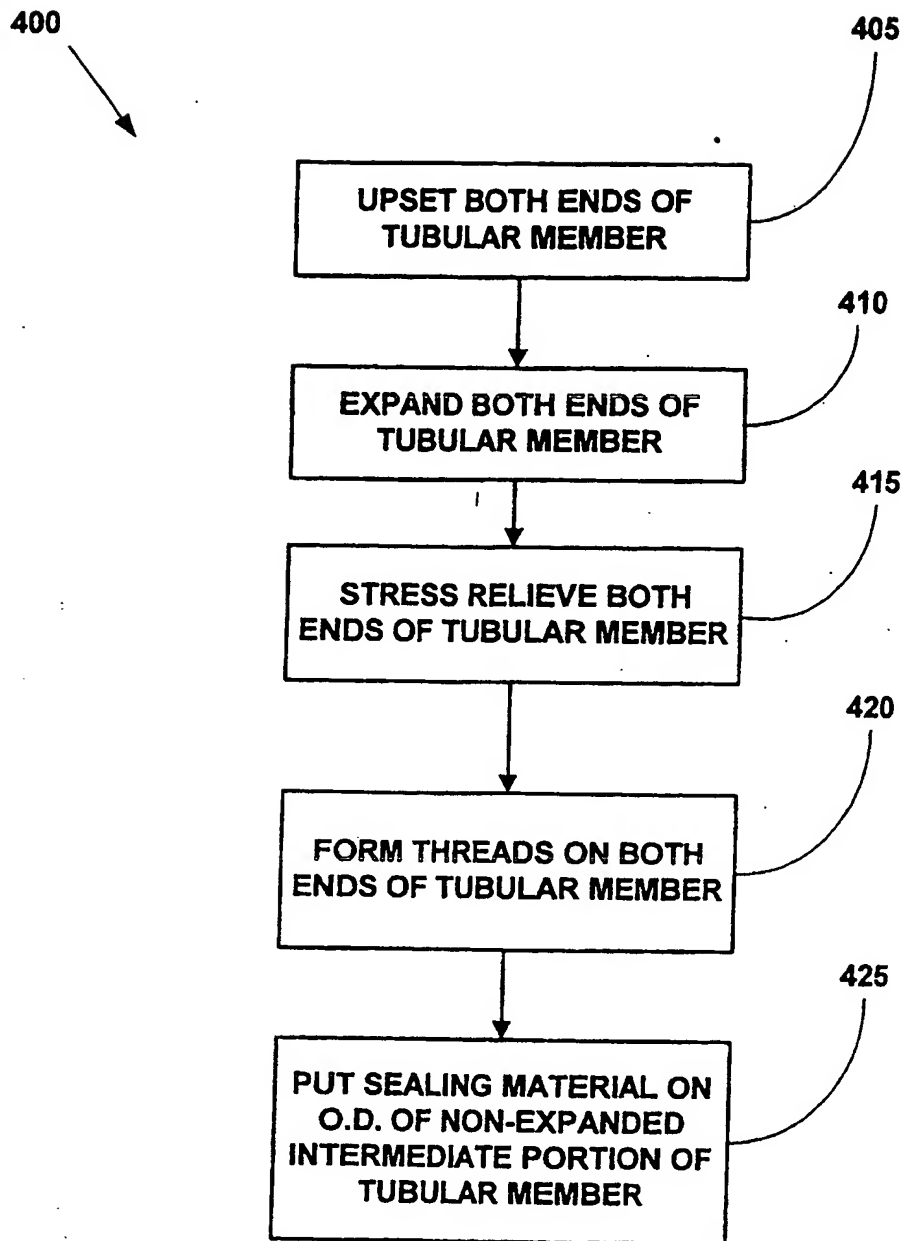 400
405
UPSET BOTH ENDS OF
TUBULAR MEMBER
410
EXPAND BOTH ENDS OF
TUBULAR MEMBER
415
STRESS RELIEVE BOTH
ENDS OF TUBULAR MEMBER
420
FORM THREADS ON BOTH
ENDS OF TUBULAR MEMBER
425
PUT SEALING MATERIAL ON
O.D. OF NON-EXPANDED
INTERMEDIATE PORTION OF
TUBULAR MEMBER